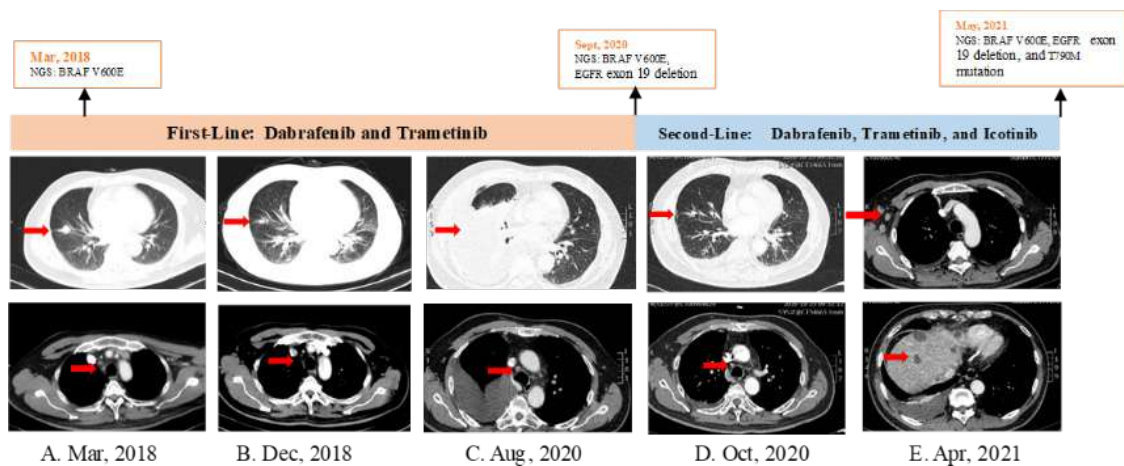 Mar, 2018
NGS: BRAF V600E
Sept, 2020
NGS: BRAF V600E,
EGFR exon 19 deletion
May, 2021
NGS: BRAF V600E, EGFR exon
19 deletion, and T790M
mutation
First-Line: Dabrafenib and Trametinib
Second-Line: Dabrafenib, Trametinib, and Icotinib
A. Mar, 2018
B. Dec, 2018
C. Aug, 2020
D. Oct, 2020
E. Apr, 2021